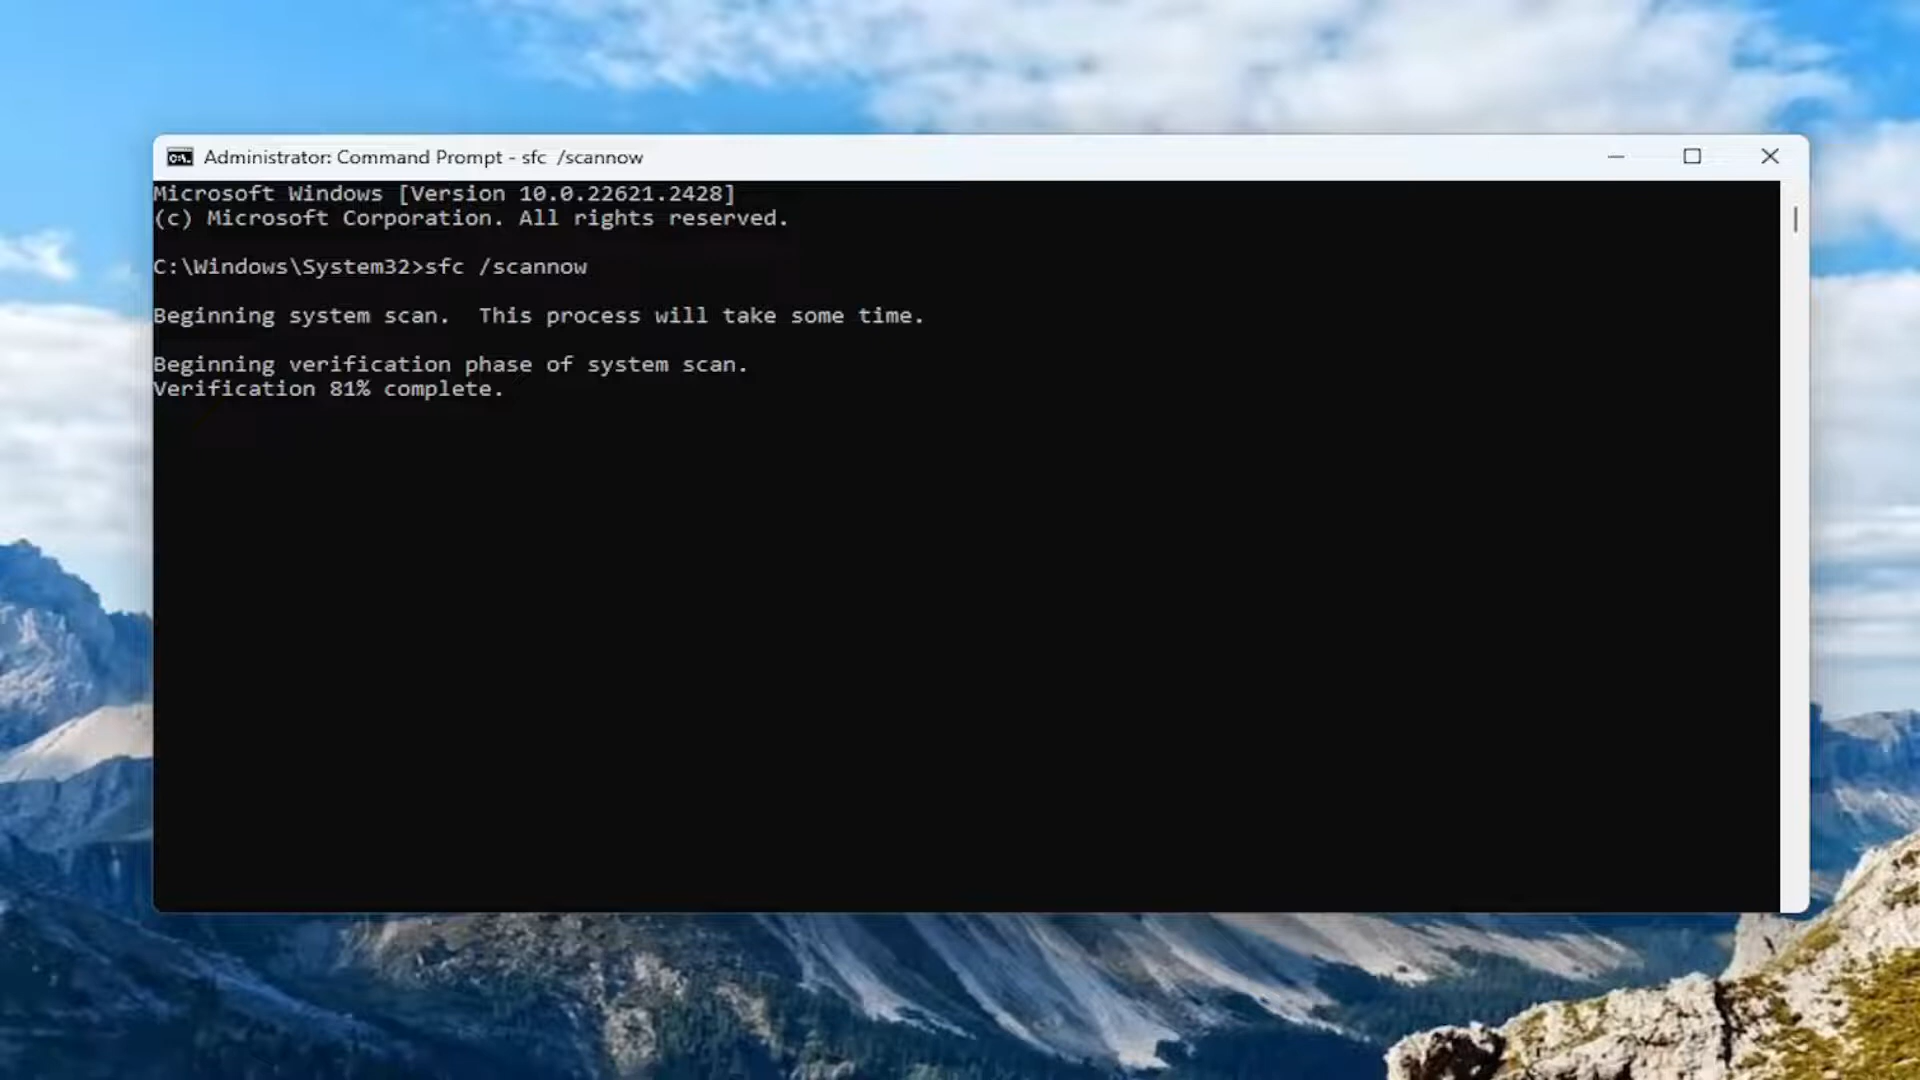 Administrator: Command Prompt - sfc  /scannow
Microsoft Windows [Version 10.0.22621.2428]
(c) Microsoft Corporation. All rights reserved.
C:\Windows\System32>sfc /scannow
Beginning system scan.  This process will take some time.
Beginning verification phase of system scan.
Verification 81% complete.